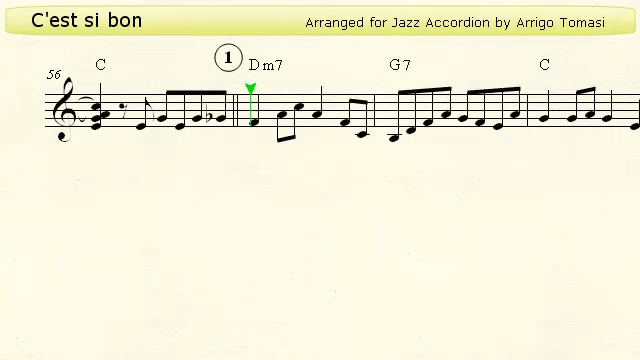 C'est si bon
Arranged for Jazz Accordion by Arrigo Tomasi
56 C 1 Dm7 G7 C